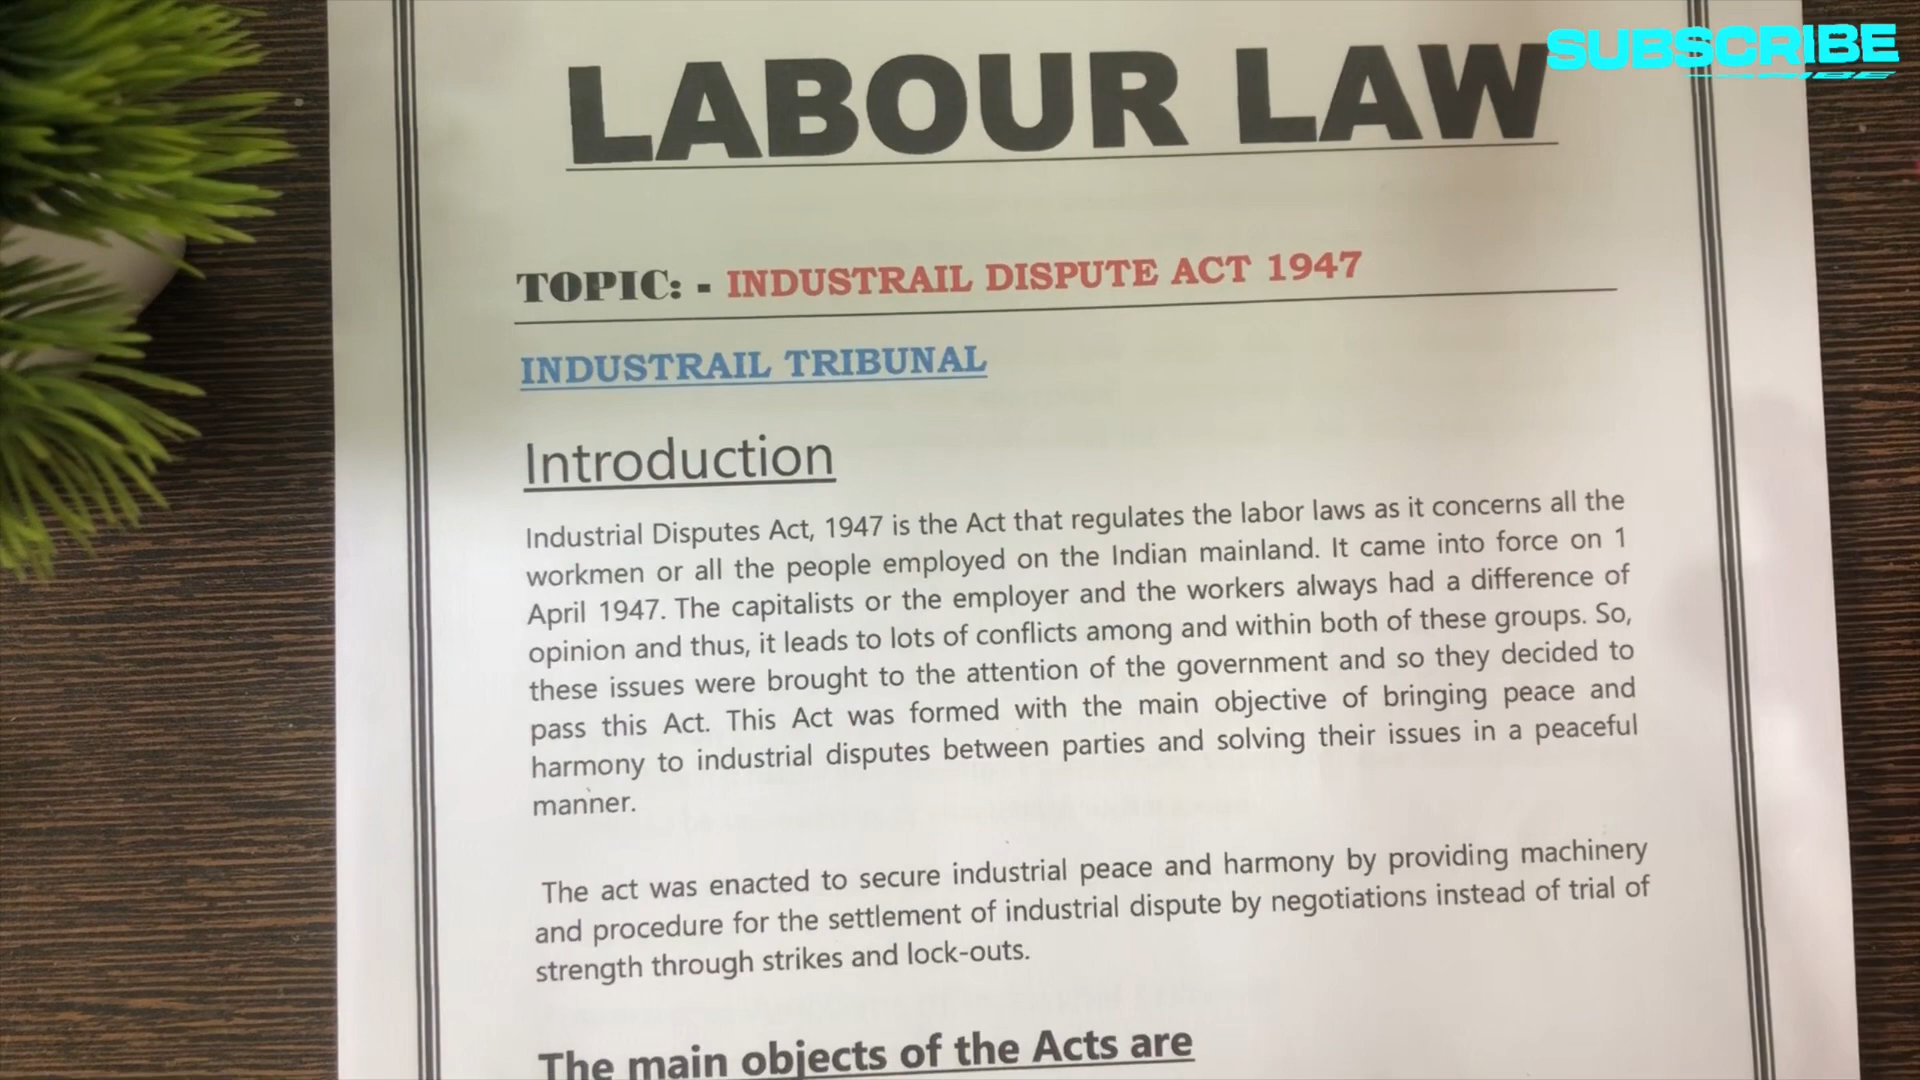 SUBSCRIBE
LABOUR LAW
TOPIC: - INDUSTRAIL DISPUTE ACT 1947
INDUSTRAIL TRIBUNAL
Introduction
Industrial Disputes Act, 1947 is the Act that regulates the labor laws as it concerns all the
workmen or all the people employed on the Indian mainland. It came into force on 1
April 1947. The capitalists or the employer and the workers always had a difference of
opinion and thus, it leads to lots of conflicts among and within both of these groups. So,
these issues were brought to the attention of the government and so they decided to
pass this Act. This Act was formed with the main objective of bringing peace and
harmony to industrial disputes between parties and solving their issues in a peaceful
manner.
The act was enacted to secure industrial peace and harmony by providing machinery
and procedure for the settlement of industrial dispute by negotiations instead of trial of
strength through strikes and lock-outs.
The main objects of the Acts are